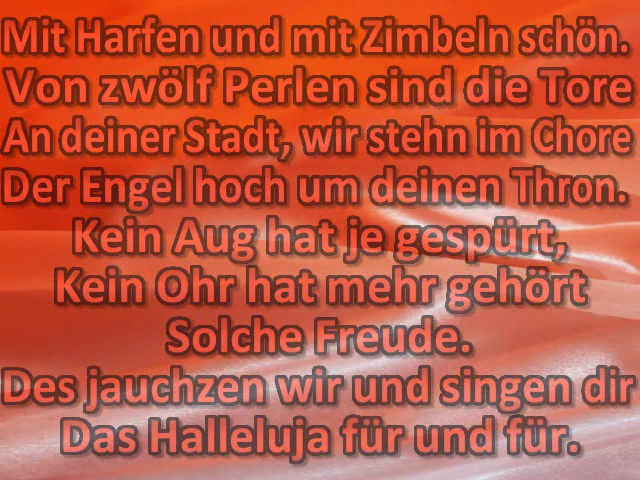 Mit Harfen und mit Zimbeln schön.
Von zwölf Perlen sind die Tore
An deiner Stadt, wir stehn im Chore
Der Engel hoch um deinen Thron.
Kein Aug hat je gespürt,
Kein Ohr hat mehr gehört
Solche Freude.
Des jauchzen wir und singen dir
Das Halleluja für und für.